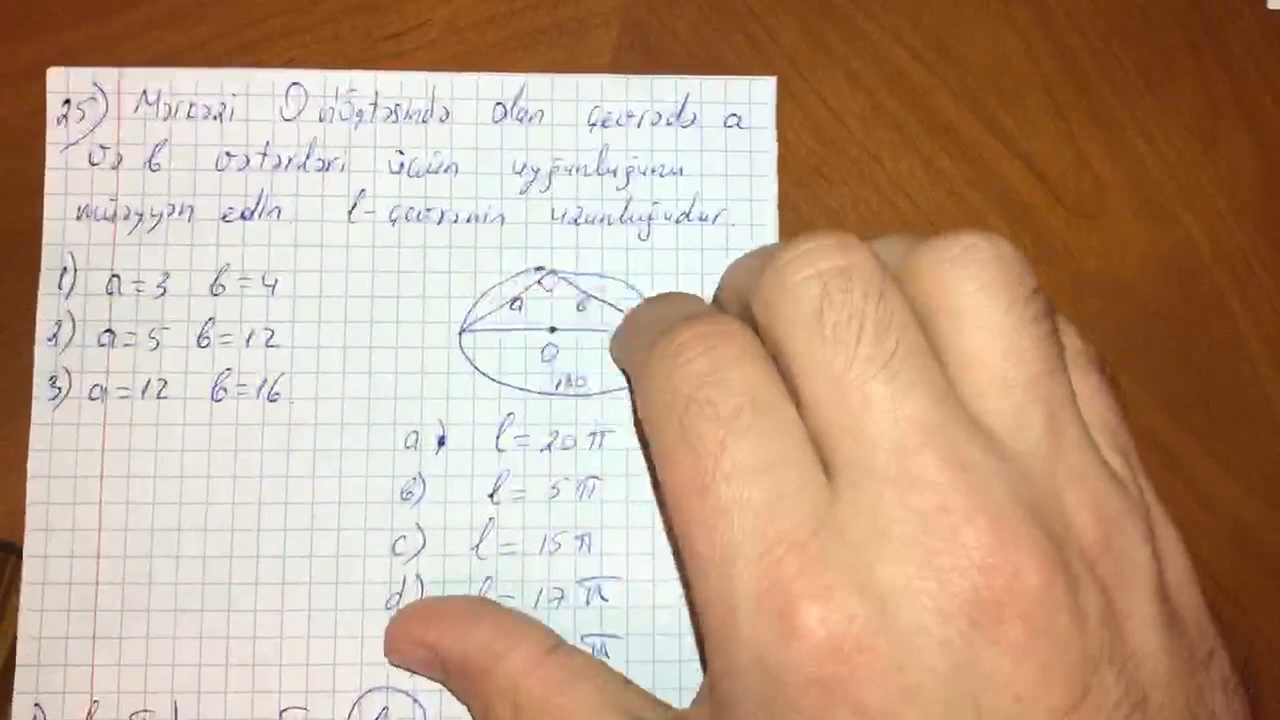 25) Mərkəzi O nöqtəsində olan çevrədə a
və b vətərləri üçün uyğunluğunu
müəyyən edin. l-çevrənin uzunluğudur.
1) a=3 b=4
2) a=5 b=12
3) a=12 b=16
a b
O
180
a) l=20π
б) l=5π
c) l=15π
d) l=17π
π